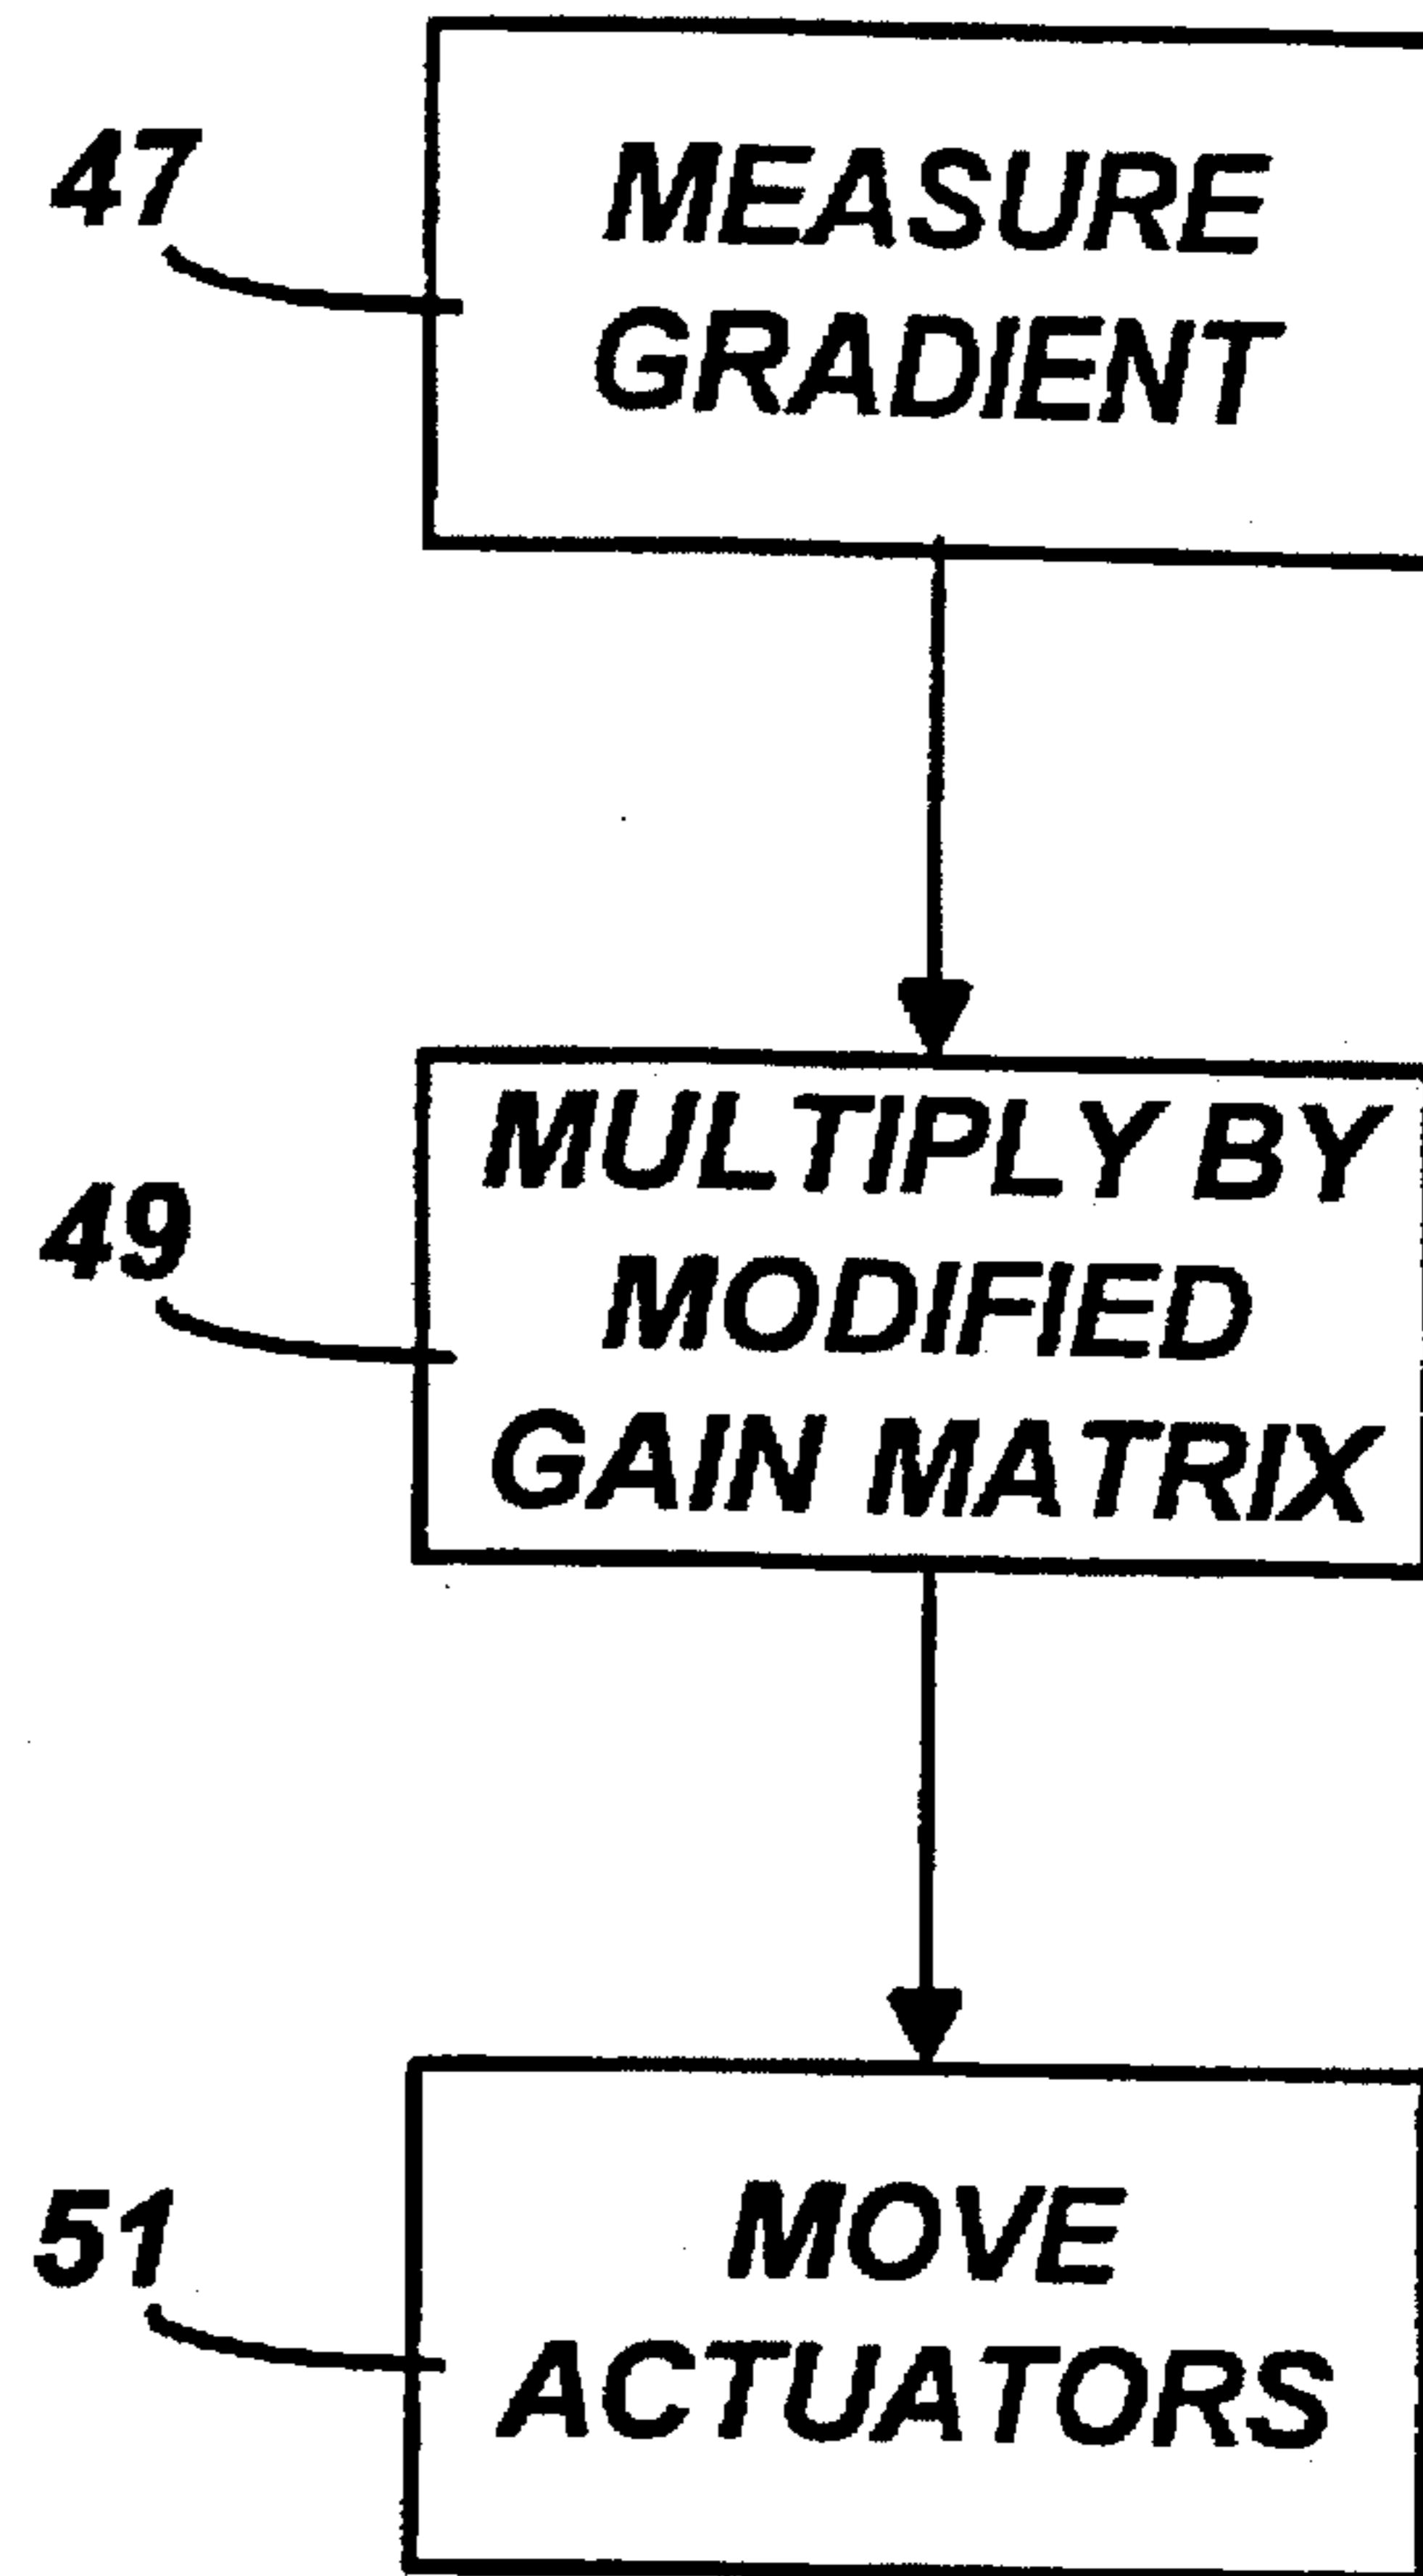 47
MEASURE
GRADIENT
49
MULTIPLY BY
MODIFIED
GAIN MATRIX
51
MOVE
ACTUATORS